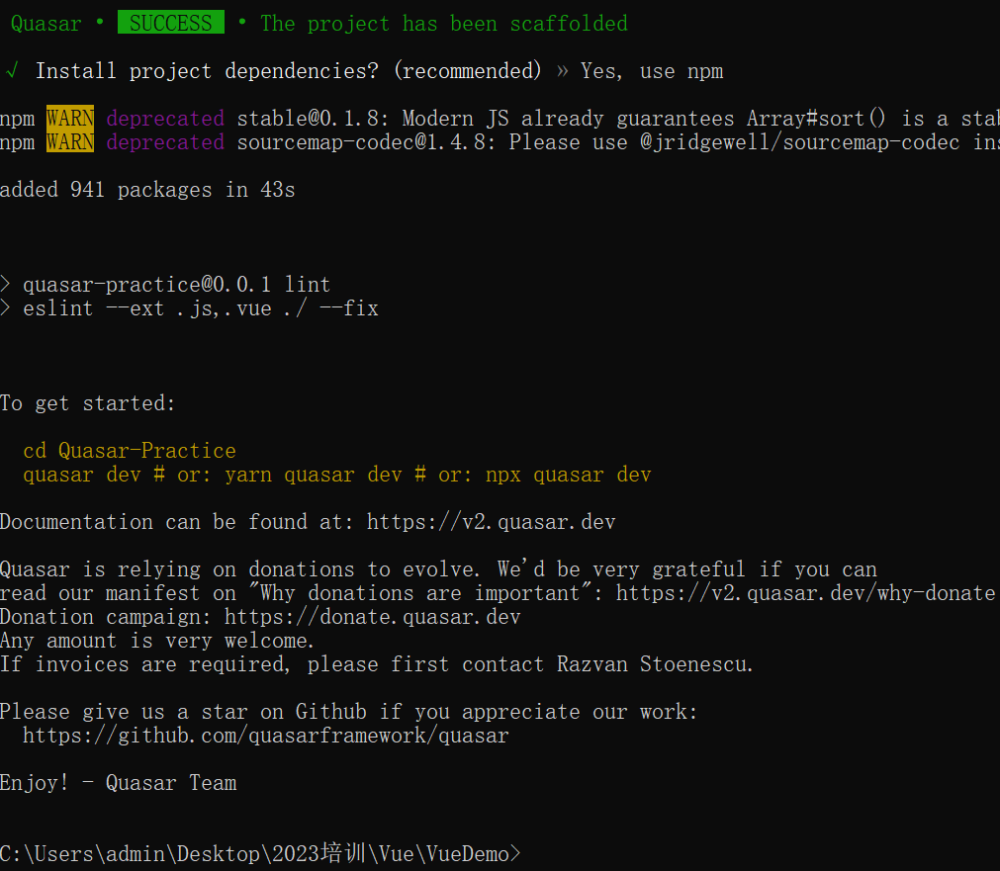 Quasar • SUCCESS • The project has been scaffolded
√ Install project dependencies? (recommended) » Yes, use npm
npm WARN deprecated stable@0.1.8: Modern JS already guarantees Array#sort() is a
npm WARN deprecated sourcemap-codec@1.4.8: Please use @jridgewell/sourcemap-codec
added 941 packages in 43s
> quasar-practice@0.0.1 lint
> eslint --ext .js,.vue ./ --fix
To get started:
cd Quasar-Practice
quasar dev # or: yarn quasar dev # or: npx quasar dev
Documentation can be found at: https://v2.quasar.dev
Quasar is relying on donations to evolve. We'd be very grateful if you can
read our manifest on "Why donations are important": https://v2.quasar.dev/why-donate
Donation campaign: https://donate.quasar.dev
Any amount is very welcome.
If invoices are required, please first contact Razvan Stoenescu.
Please give us a star on Github if you appreciate our work:
https://github.com/quasarframework/quasar
Enjoy! - Quasar Team
C:\Users\admin\Desktop\2023培训\Vue\VueDemo>